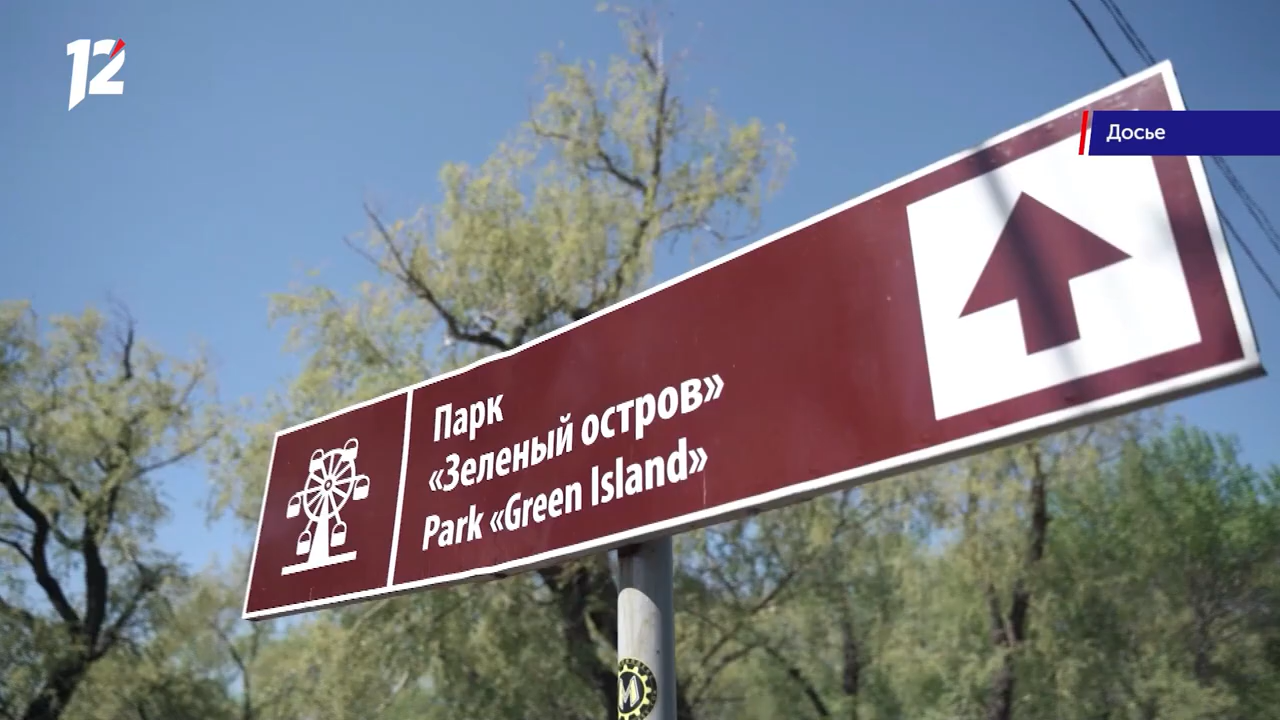 12
Досье
Парк
«Зеленый остров»
Park «Green Island»
М